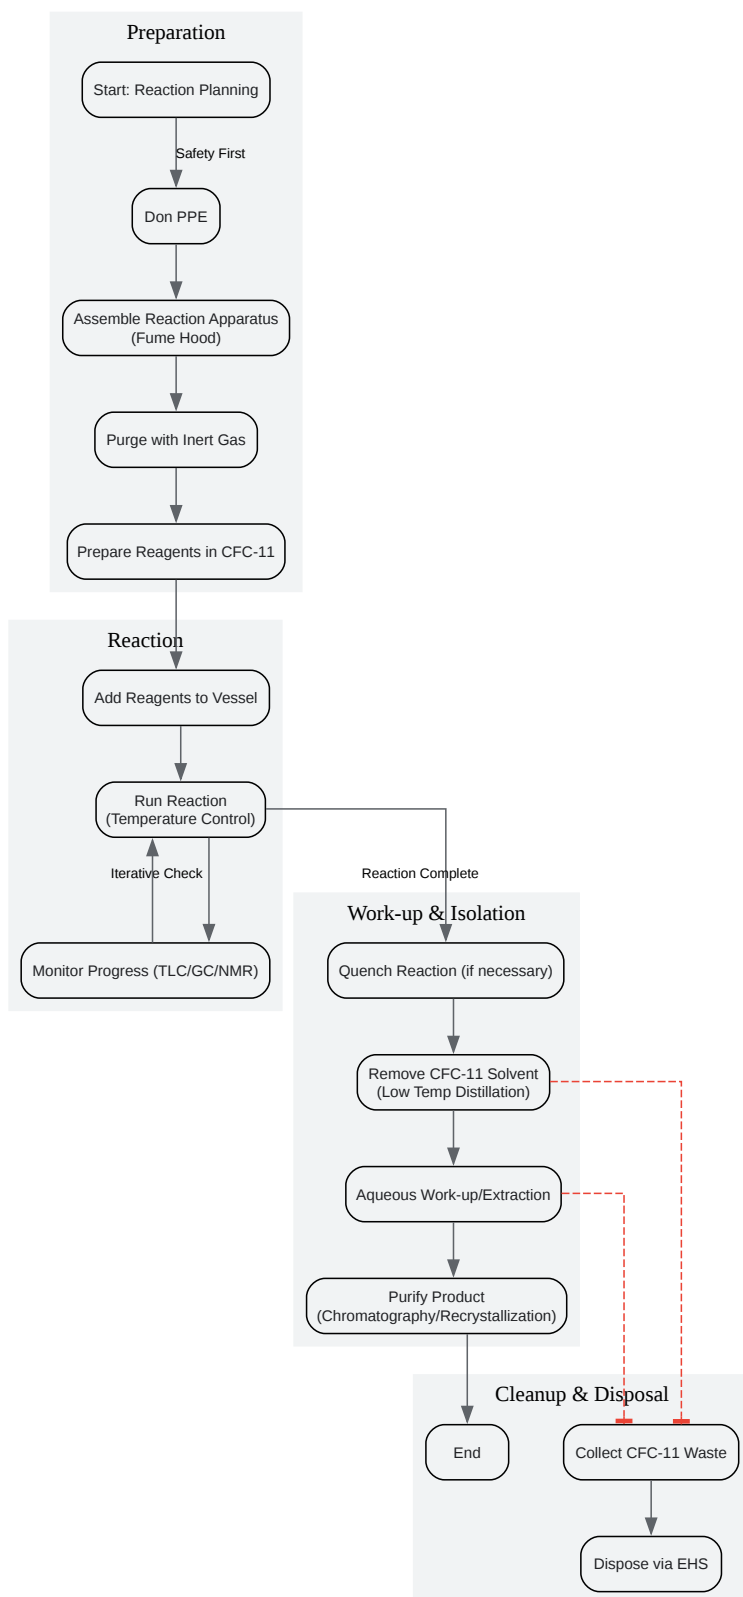 Preparation
Start: Reaction Planning
Safety First
Don PPE
Assemble Reaction Apparatus
(Fume Hood)
Purge with Inert Gas
Prepare Reagents in CFC-11
Reaction
Add Reagents to Vessel
Run Reaction
(Temperature Control)
Iterative Check
Reaction Complete
Monitor Progress (TLC/GC/NMR)
Work-up & Isolation
Quench Reaction (if necessary)
Remove CFC-11 Solvent
(Low Temp Distillation)
Aqueous Work-up/Extraction
Purify Product
(Chromatography/Recrystallization)
Cleanup & Disposal
End
Collect CFC-11 Waste
Dispose via EHS